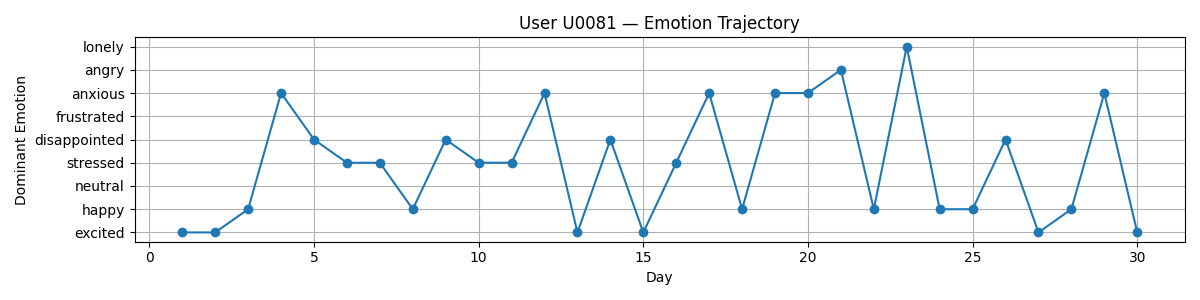 User U0081 — Emotion Trajectory
Dominant Emotion
lonely
angry
anxious
frustrated
disappointed
stressed
neutral
happy
excited
0 5 10 15 20 25 30
Day